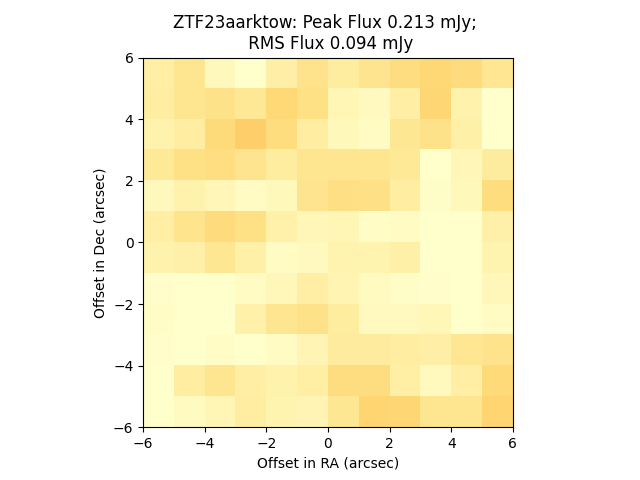 ZTF23aarktow: Peak Flux 0.213 mJy;
RMS Flux 0.094 mJy
6
4
2
0
−2
−4
−6
Offset in Dec (arcsec)
−6 −4 −2 0 2 4 6
Offset in RA (arcsec)